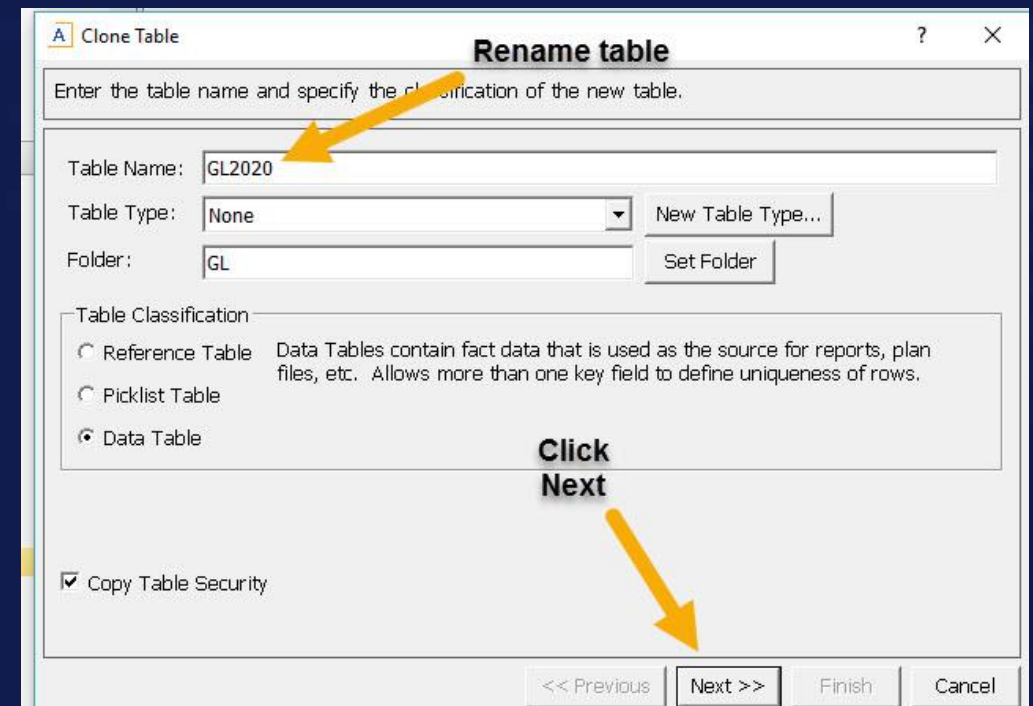 A Clone Table ? ×
Rename table
Enter the table name and specify the classification of the new table.
Table Name: GL2020
Table Type: None New Table Type...
Folder: GL Set Folder
Table Classification
Reference Table Data Tables contain fact data that is used as the source for reports, plan
files, etc. Allows more than one key field to define uniqueness of rows.
Picklist Table
Data Table
Click
Next
Copy Table Security
<< Previous Next >> Finish Cancel